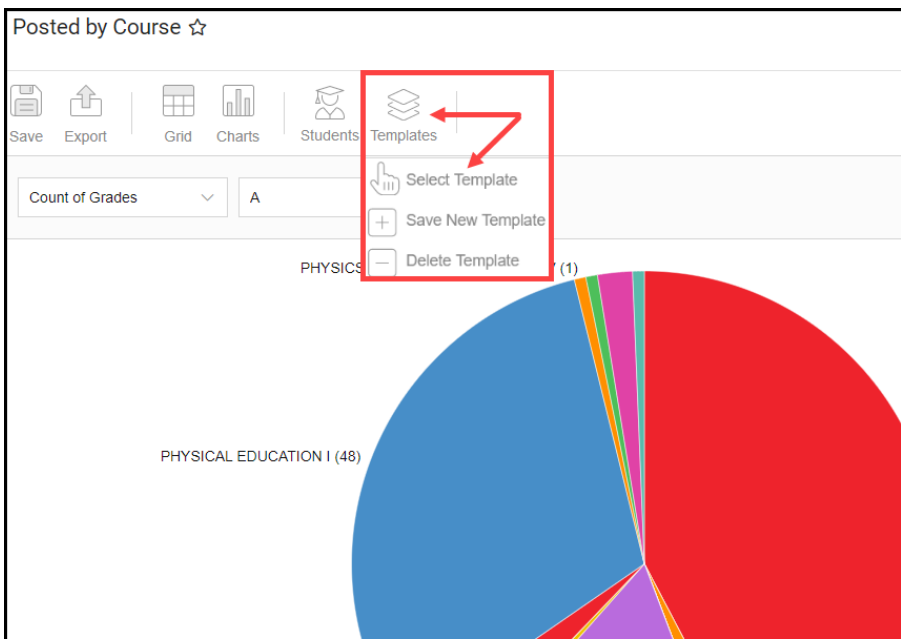 Posted by Course
Save Export Grid Charts Students Templates
Select Template
Count of Grades A
Save New Template
Delete Template
PHYSICS (1)
PHYSICAL EDUCATION I (48)